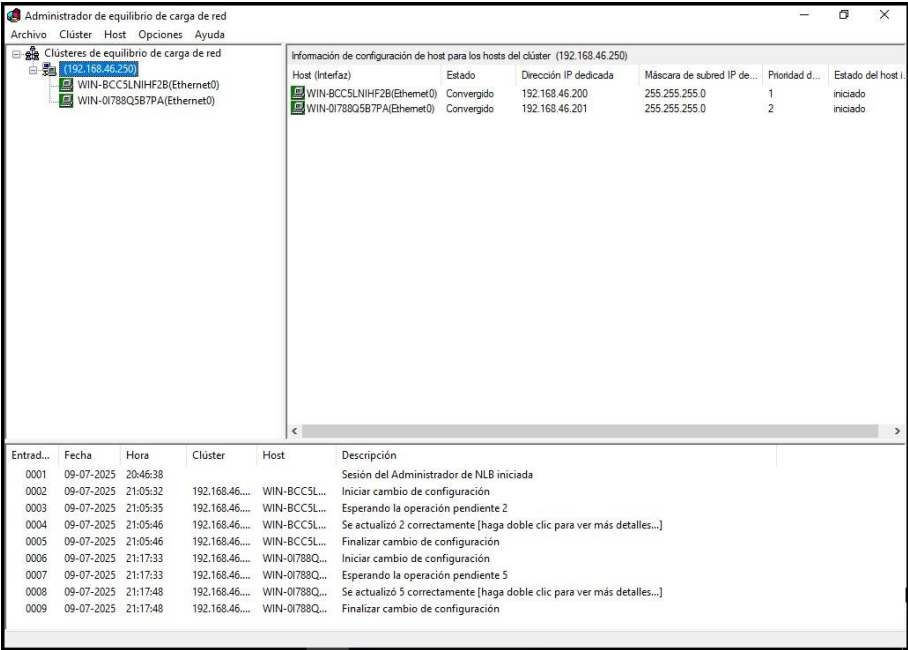 Administrador de equilibrio de carga de red
Archivo Clúster Host Opciones Ayuda
Clústeres de equilibrio de carga de red
(192.168.46.250)
WIN-BCC5LNIHF2B(Ethernet0)
WIN-0I788Q5B7PA(Ethernet0)
Información de configuración de host para los hosts del clúster (192.168.46.250)
Host (Interfaz) Estado Dirección IP dedicada Máscara de subred IP de... Prioridad d... Estado del host i.
WIN-BCC5LNIHF2B(Ethernet0) Convergido 192.168.46.200 255.255.255.0 1 iniciado
WIN-0I788Q5B7PA(Ethernet0) Convergido 192.168.46.201 255.255.255.0 2 iniciado
Entrad... Fecha Hora Clúster Host Descripción
0001 09-07-2025 20:46:38 Sesión del Administrador de NLB iniciada
0002 09-07-2025 21:05:32 192.168.46.... WIN-BCC5L... Iniciar cambio de configuración
0003 09-07-2025 21:05:35 192.168.46.... WIN-BCC5L... Esperando la operación pendiente 2
0004 09-07-2025 21:05:46 192.168.46.... WIN-BCC5L... Se actualizó 2 correctamente [haga doble clic para ver más detalles...]
0005 09-07-2025 21:05:46 192.168.46.... WIN-BCC5L... Finalizar cambio de configuración
0006 09-07-2025 21:17:33 192.168.46.... WIN-0I788Q... Iniciar cambio de configuración
0007 09-07-2025 21:17:33 192.168.46.... WIN-0I788Q... Esperando la operación pendiente 5
0008 09-07-2025 21:17:48 192.168.46.... WIN-0I788Q... Se actualizó 5 correctamente [haga doble clic para ver más detalles...]
0009 09-07-2025 21:17:48 192.168.46.... WIN-0I788Q... Finalizar cambio de configuración